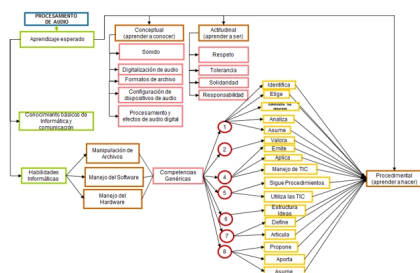 PROCESAMIENTO
DE AUDIO
Aprendizaje esperado
Conocimiento básicos de
Informática y
comunicación
Habilidades
Informáticas
Manipulación de
Archivos
Manejo del Software
Manejo del
Hardware
Conceptual
(aprender a conocer)
Sonido
Digitalización de audio
Formatos de archivo
Configuración de
dispositivos de audio
Procesamiento y
efectos de audio digital
Actitudinal
(aprender a ser)
Respeto
Tolerancia
Solidaridad
Responsabilidad
Competencias
Genéricas
1
2
4
5
6
7
8
Identifica
Elige
Analiza
Asume
Valora
Emite
Aplica
Manejo de TIC
Sigue Procedimientos
Utiliza las TIC
Estructura
Ideas
Define
Articula
Propone
Aporta
Asume
Procedimental
(aprender a hacer)